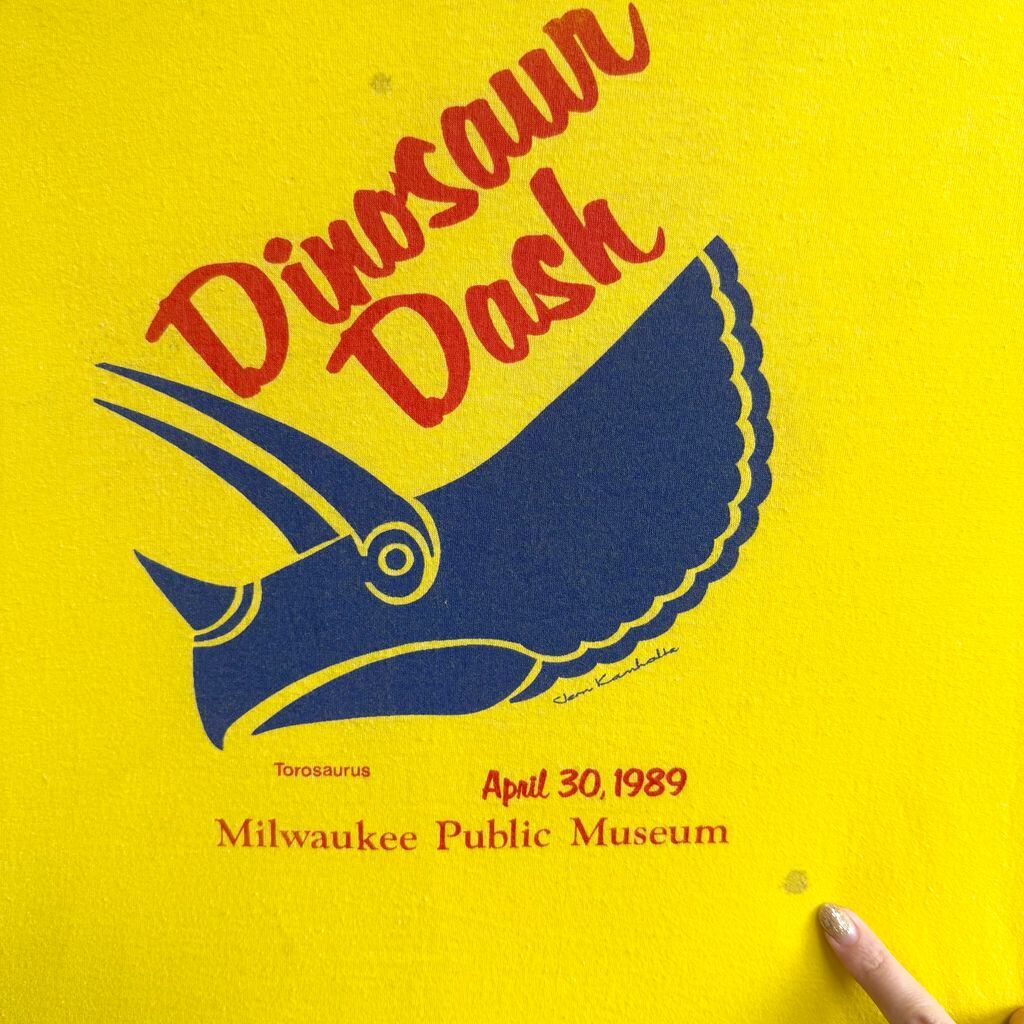 Dinosaur
Dash
Torosaurus
April 30, 1989
Milwaukee Public Museum